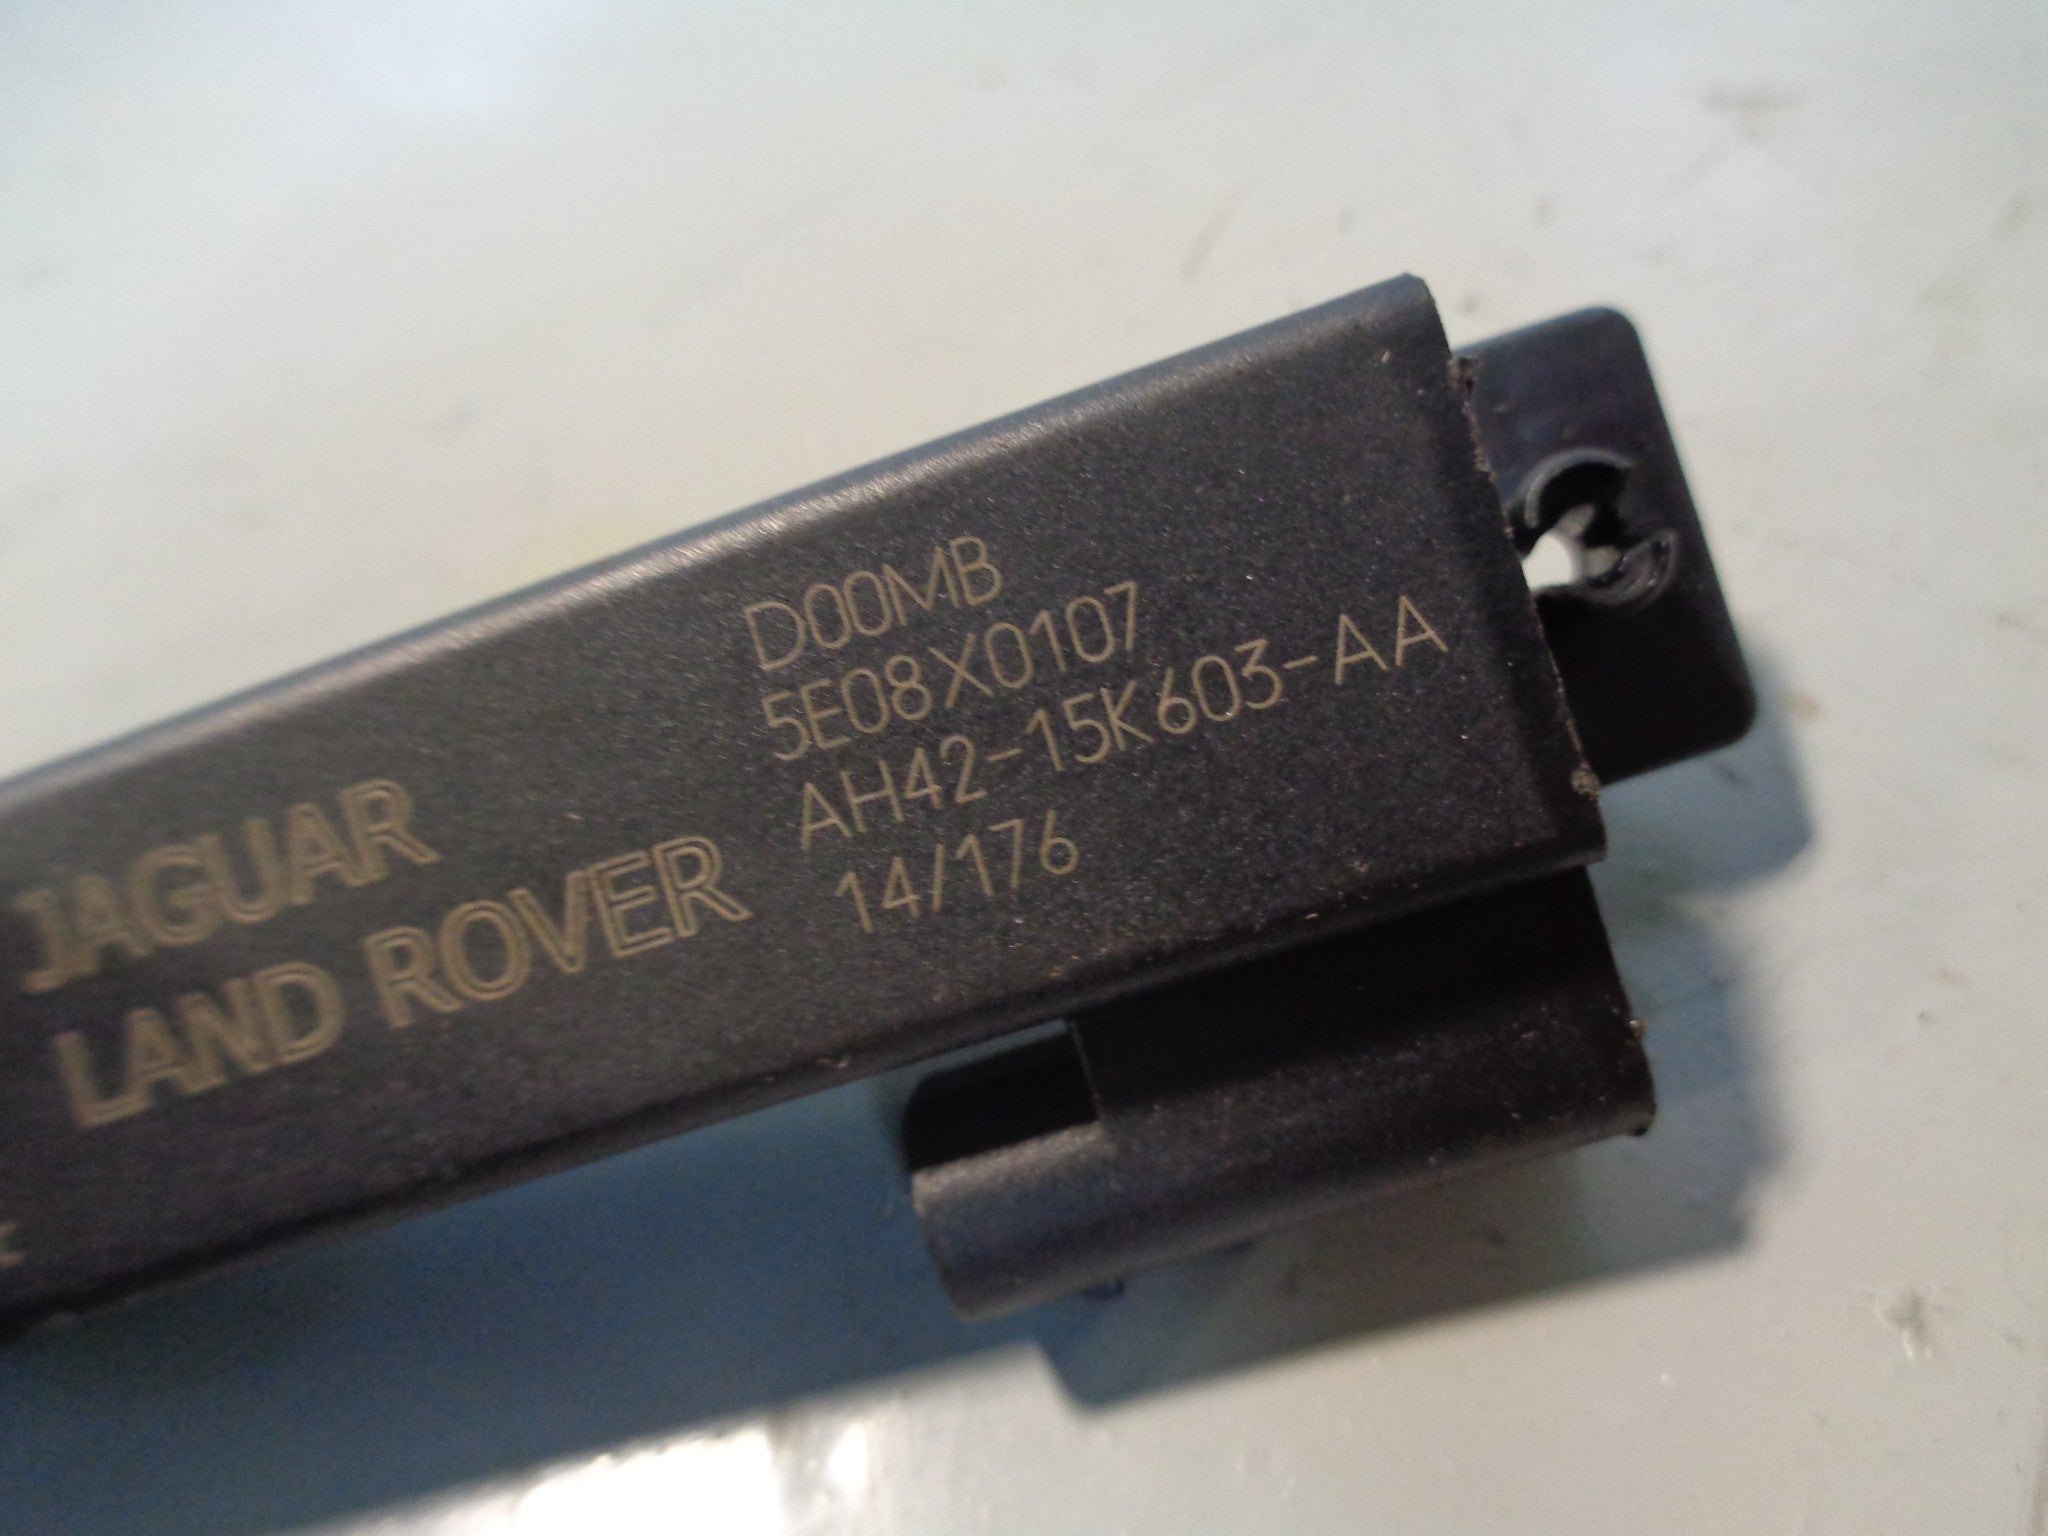 JAGUAR
LAND ROVER
D00MB
5E08X0107
AH42-15K603-AA
14/176